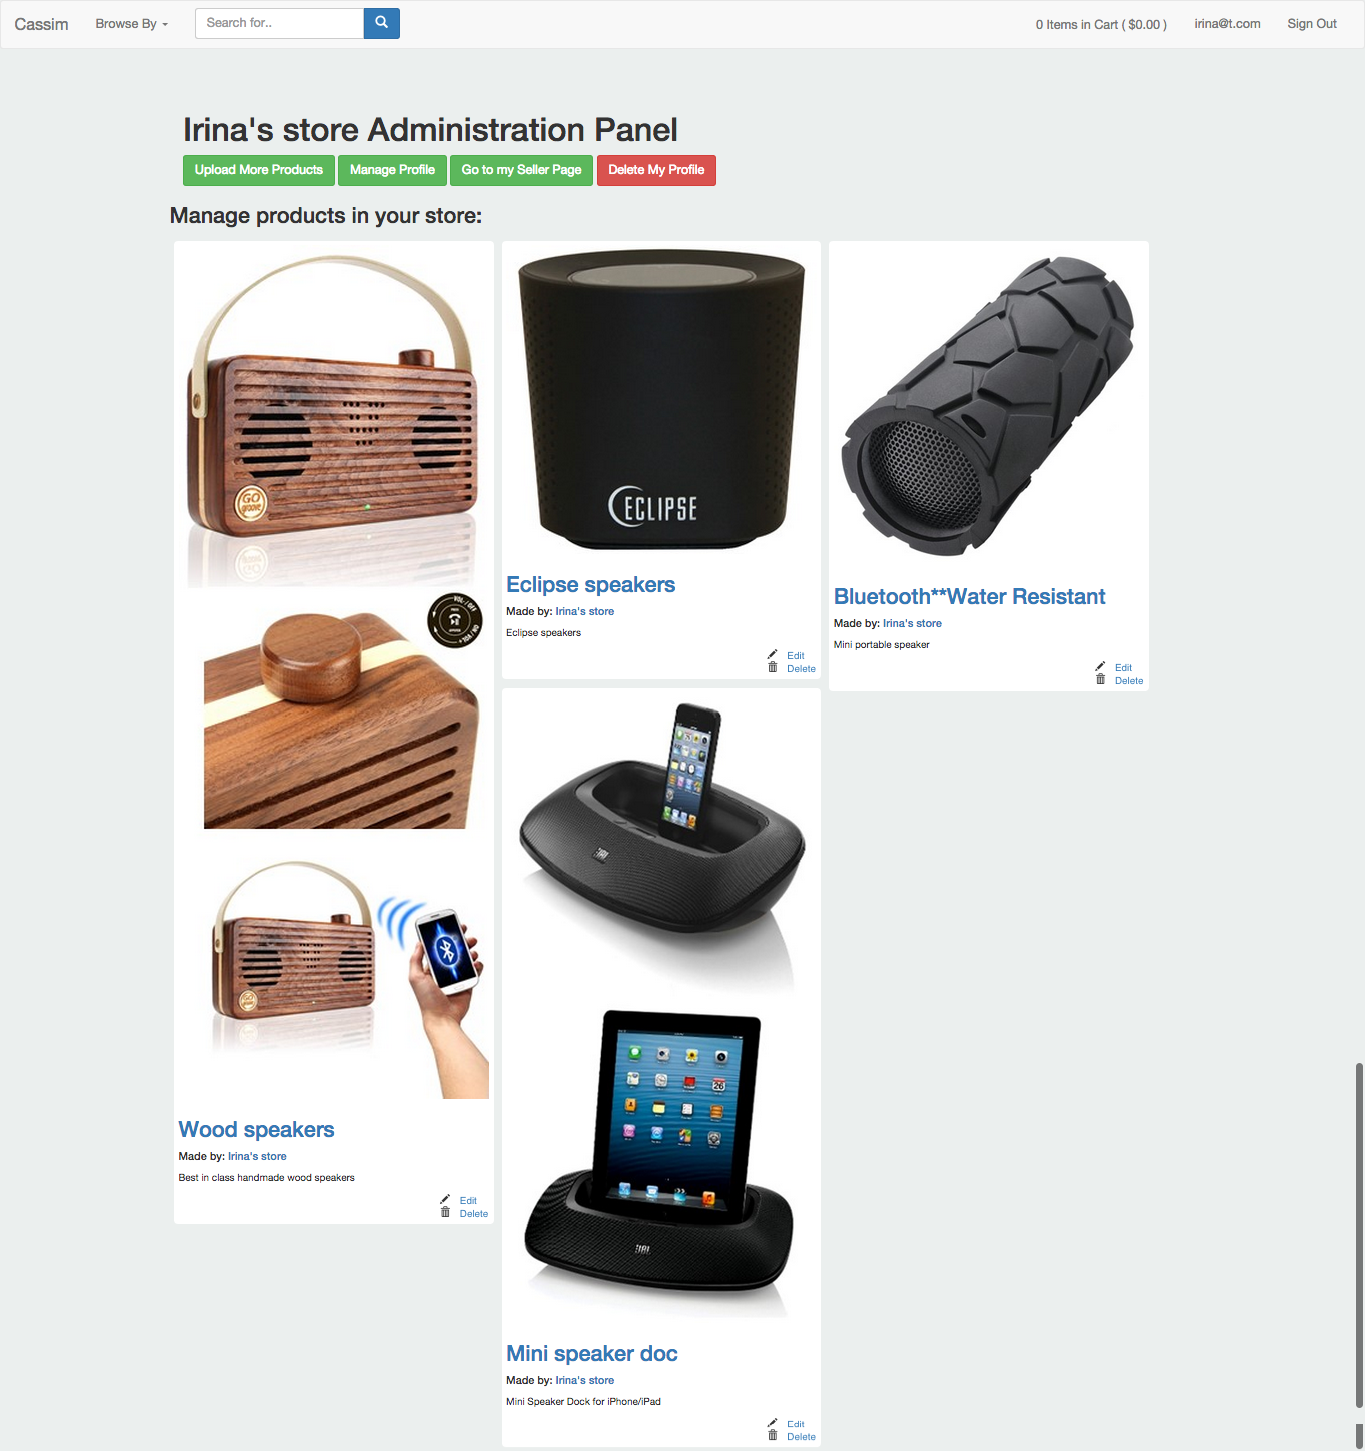 Cassim
Browse By
Search for..
0 Items in Cart ( $0.00 )
irina@t.com
Sign Out
Irina's store Administration Panel
Upload More Products
Manage Profile
Go to my Seller Page
Delete My Profile
Manage products in your store:
GO
groove
Wood speakers
Made by: Irina's store
Best in class handmade wood speakers
Edit
Delete
ECLIPSE
Eclipse speakers
Made by: Irina's store
Eclipse speakers
Edit
Delete
JBL
JBL
Mini speaker doc
Made by: Irina's store
Mini Speaker Dock for iPhone/iPad
Edit
Delete
Bluetooth**Water Resistant
Made by: Irina's store
Mini portable speaker
Edit
Delete